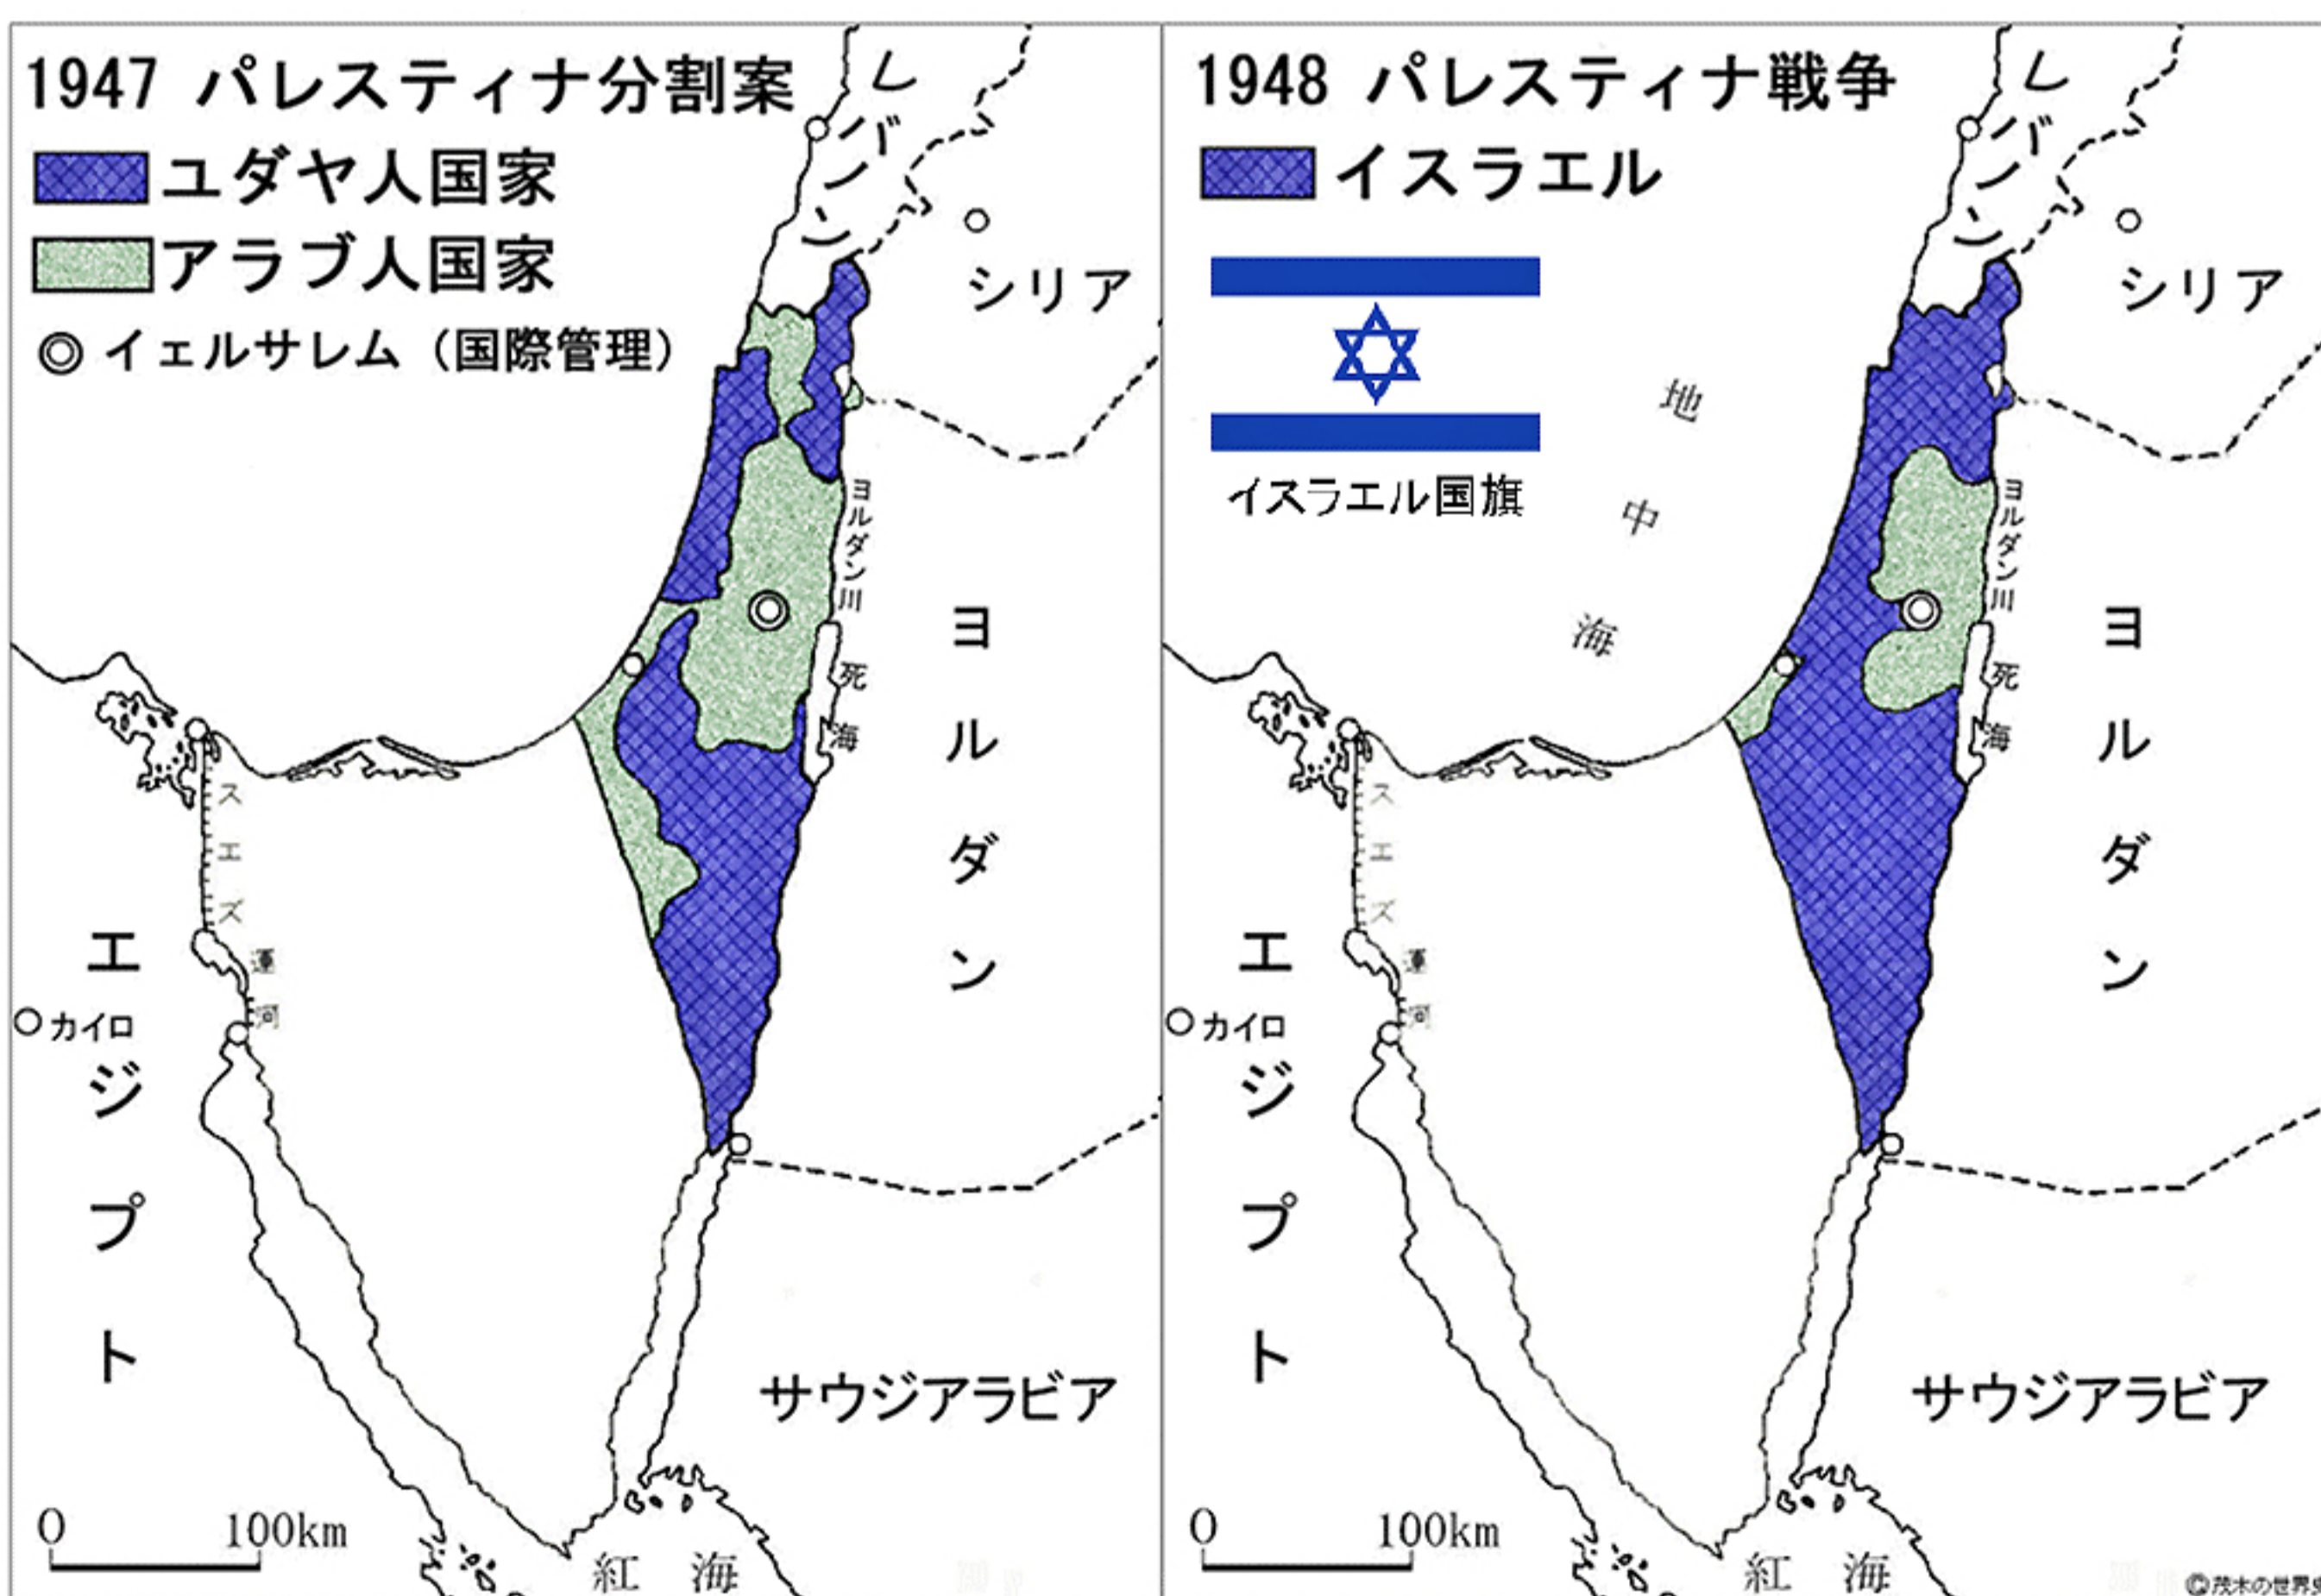 1947 パレスティナ分割案
ユダヤ人国家
アラブ人国家
イェルサレム（国際管理）
レバノン
シリア
ヨルダン川
死海
ヨルダン
スエズ運河
エジプト
カイロ
サウジアラビア
紅海
0 100km
1948 パレスティナ戦争
イスラエル
イスラエル国旗
地中海
レバノン
シリア
ヨルダン川
死海
ヨルダン
スエズ運河
エジプト
カイロ
サウジアラビア
紅海
0 100km
©茂木の世界史